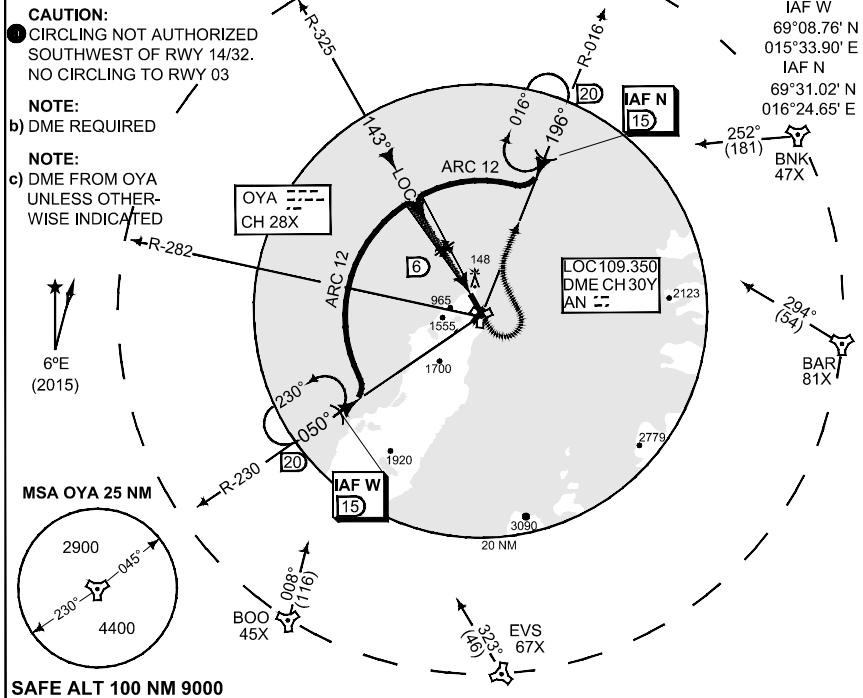 CAUTION:
CIRCLING NOT AUTHORIZED
SOUTHWEST OF RWY 14/32.
NO CIRCLING TO RWY 03
NOTE:
b) DME REQUIRED
NOTE:
c) DME FROM OYA
UNLESS OTHER-
WISE INDICATED
R-325
R-016
IAF W
69°08.76' N
015°33.90' E
IAF N
69°31.02' N
016°24.65' E
20
IAF N
15
016°
196°
143°
LOC
ARC 12
252°
(181)
BNK
47X
OYA
CH 28X
R-282
ARC 12
6
148
965
1555
1700
LOC 109.350
DME CH 30Y
AN
2123
294°
(54)
BAR
81X
6°E
(2015)
230°
050°
20
R-230
1920
IAF W
15
2779
3090
20 NM
MSA OYA 25 NM
2900
045°
230°
4400
008°
(116)
BOO
45X
323°
(46)
EVS
67X
SAFE ALT 100 NM 9000